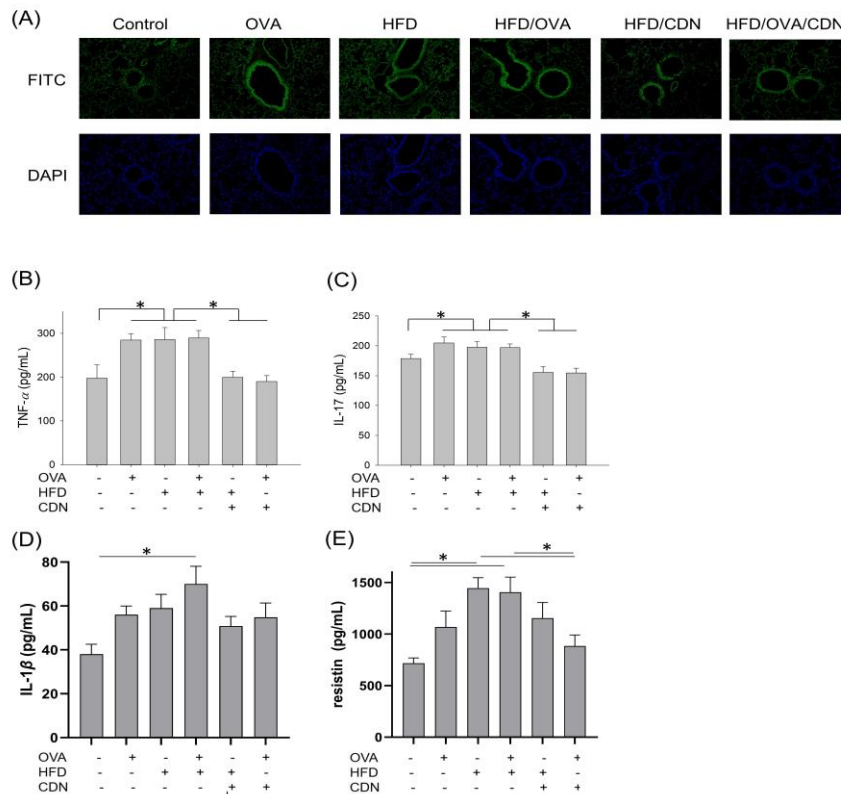 (A)
Control OVA HFD HFD/OVA HFD/CDN HFD/OVA/CDN
FITC
DAPI
(B)
*
*
TNF-α (pg/mL)
300
200
100
0
OVA - + - + - +
HFD - - + + + -
CDN - - - - + +
(C)
*
*
IL-17 (pg/mL)
250
200
150
100
50
0
OVA - + - + - +
HFD - - + + + -
CDN - - - - + +
(D)
*
IL-1β (pg/mL)
80
60
40
20
0
OVA - + - + - +
HFD - - + + + -
CDN - - - - + +
(E)
*
*
resistin (pg/mL)
1500
1000
500
0
OVA - + - + - +
HFD - - + + + -
CDN - - - - + +